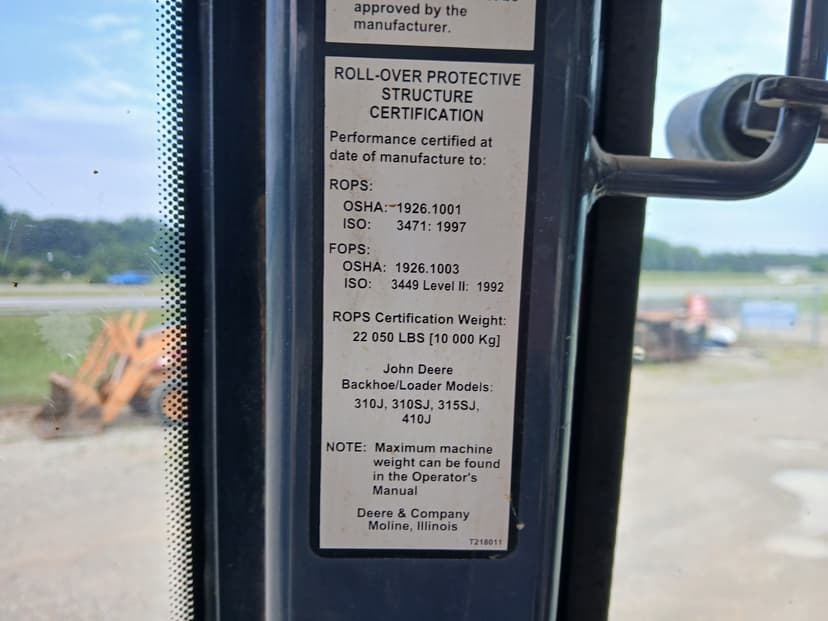 approved by the
manufacturer.
ROLL-OVER PROTECTIVE
STRUCTURE
CERTIFICATION
Performance certified at
date of manufacture to:
ROPS:
OSHA: 1926.1001
ISO: 3471: 1997
FOPS:
OSHA: 1926.1003
ISO: 3449 Level II: 1992
ROPS Certification Weight:
22 050 LBS [10 000 Kg]
John Deere
Backhoe/Loader Models:
310J, 310SJ, 315SJ,
410J
NOTE: Maximum machine
weight can be found
in the Operator's
Manual
Deere & Company
Moline, Illinois
T218011